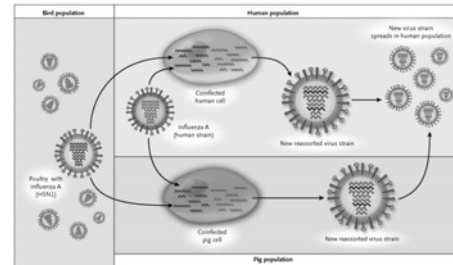 Bird population
Human population
New virus strain
spreads in human population
Coinfected
human cell
Influenza A
(human strain)
New reassorted virus strain
Poultry with
influenza A
(H5N1)
Coinfected
pig cell
New reassorted virus strain
Pig population